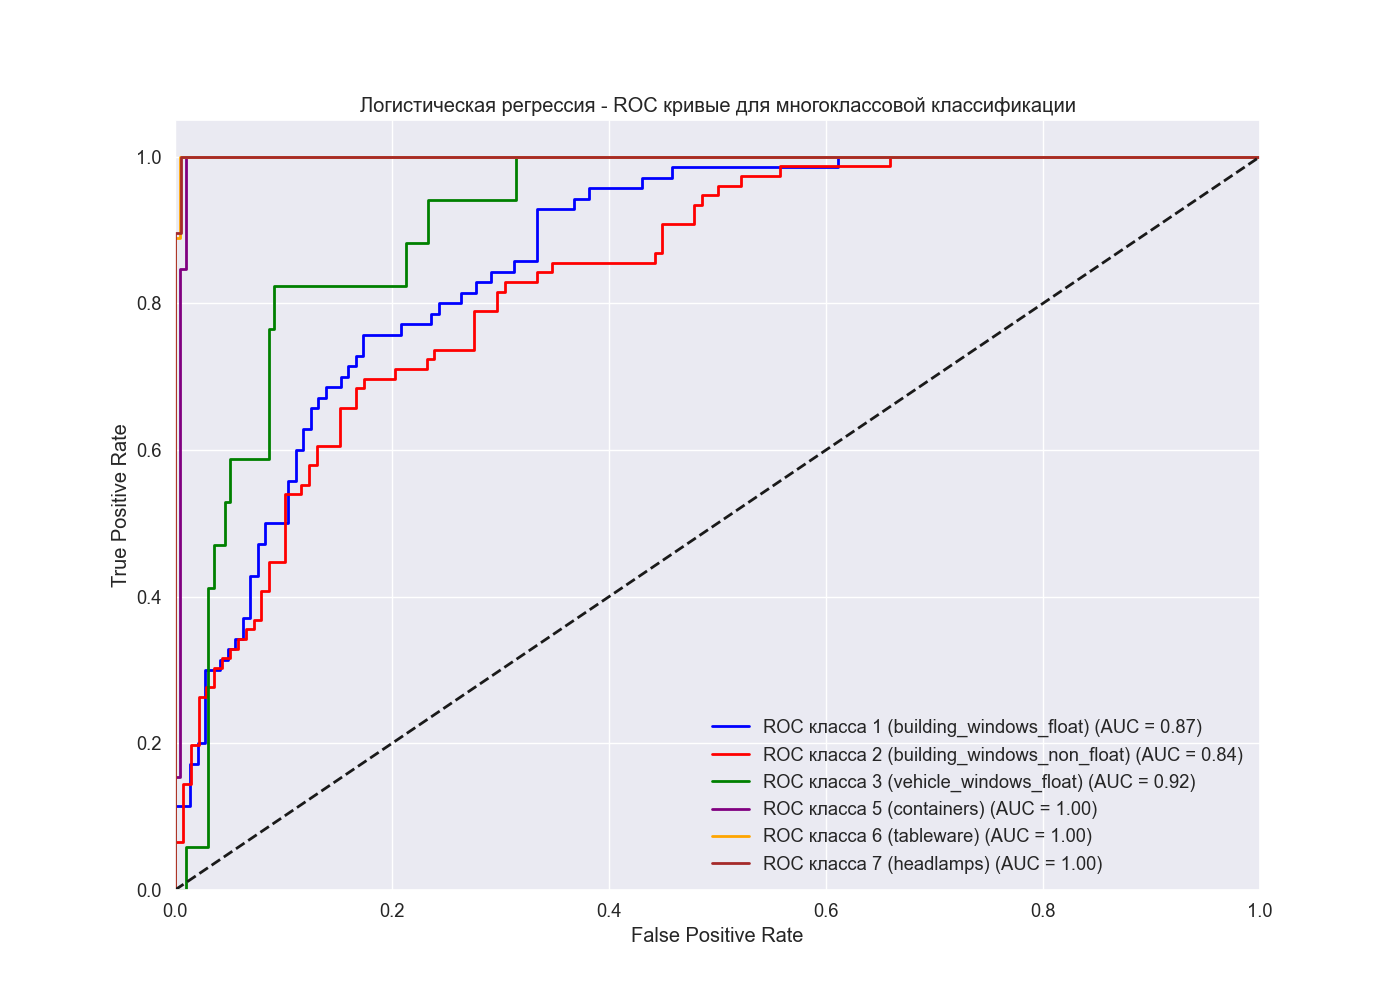 Логистическая регрессия - ROC кривые для многоклассовой классификации
1.0
0.8
0.6
0.4
0.2
0.0
True Positive Rate
0.0 0.2 0.4 0.6 0.8 1.0
False Positive Rate
ROC класса 1 (building_windows_float) (AUC = 0.87)
ROC класса 2 (building_windows_non_float) (AUC = 0.84)
ROC класса 3 (vehicle_windows_float) (AUC = 0.92)
ROC класса 5 (containers) (AUC = 1.00)
ROC класса 6 (tableware) (AUC = 1.00)
ROC класса 7 (headlamps) (AUC = 1.00)